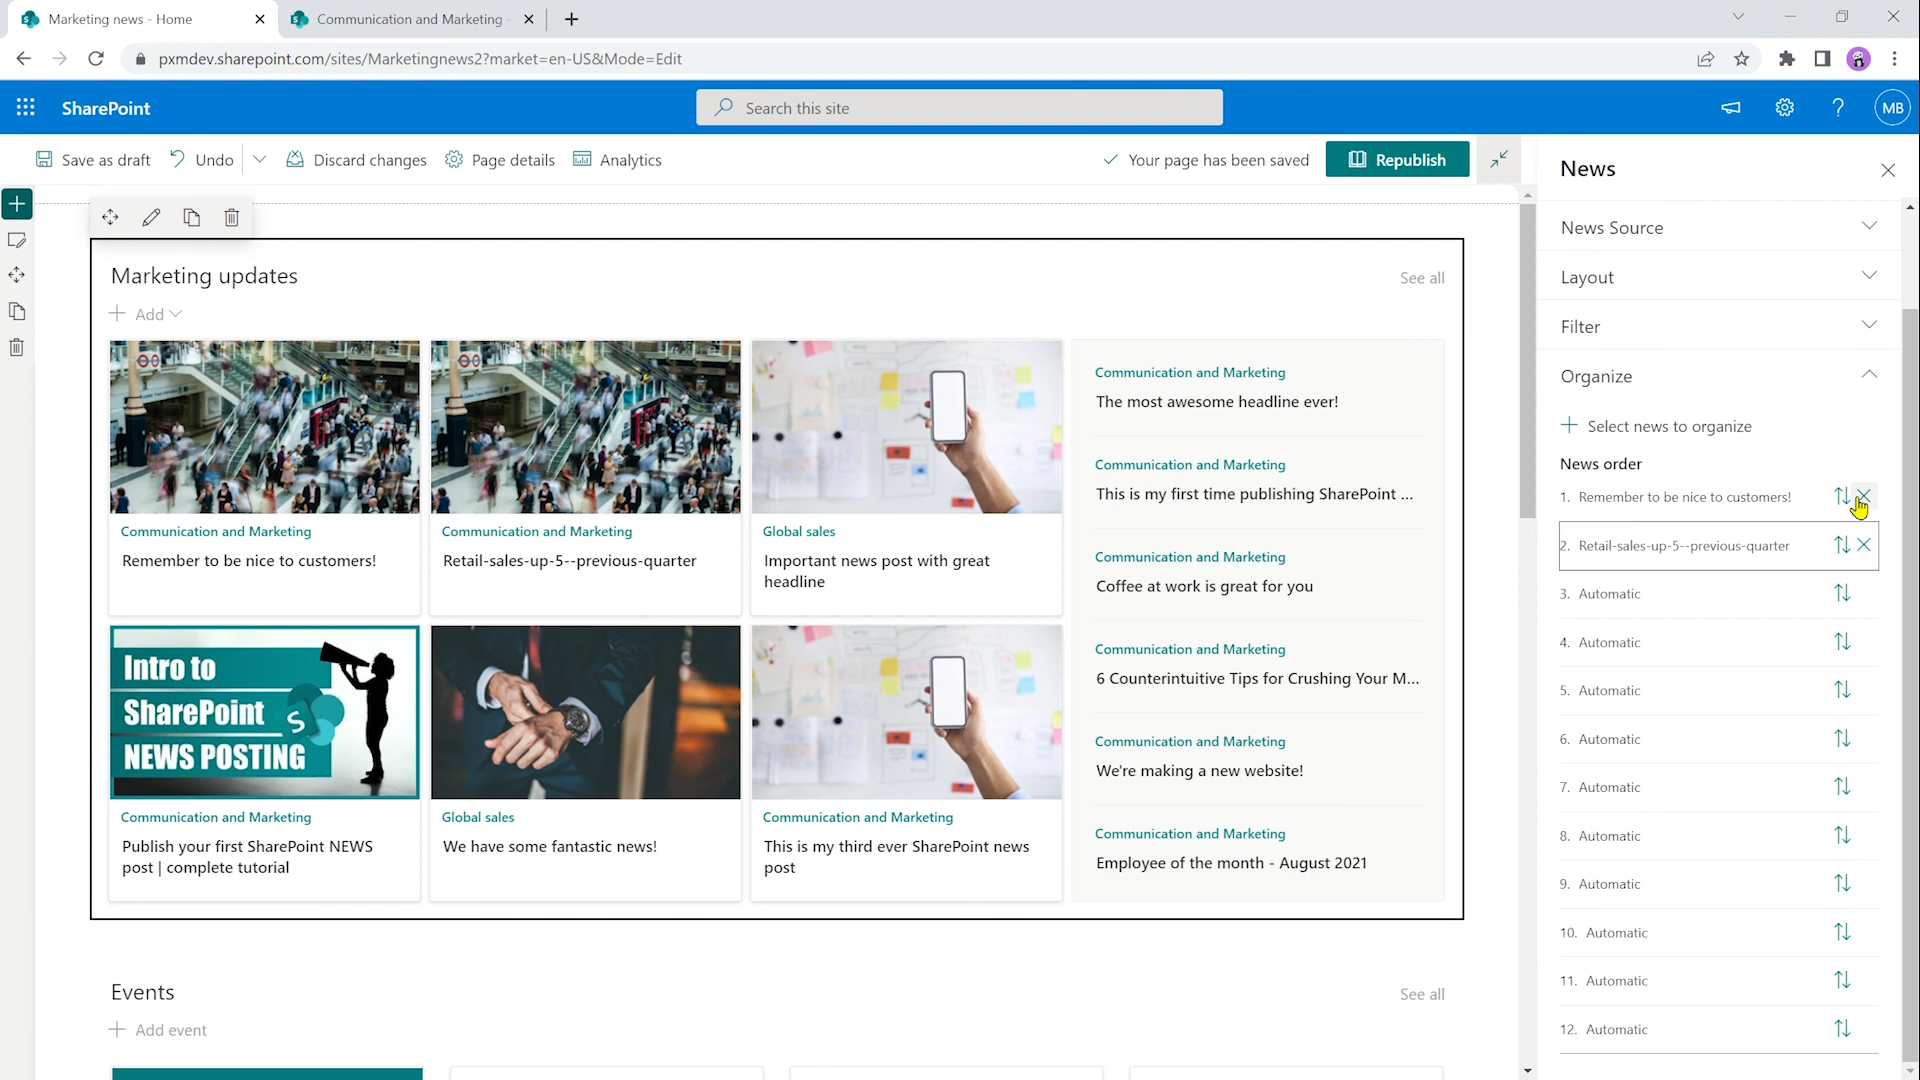 Marketing news - Home
Communication and Marketing -
pxmdev.sharepoint.com/sites/Marketingnews2?market=en-US&Mode=Edit
SharePoint
Search this site
MB
Save as draft
Undo
Discard changes
Page details
Analytics
Your page has been saved
Republish
News
Marketing updates
See all
Add
Communication and Marketing
Remember to be nice to customers!
Communication and Marketing
Retail-sales-up-5--previous-quarter
Global sales
Important news post with great
headline
Intro to
SharePoint
NEWS POSTING
S
Communication and Marketing
Publish your first SharePoint NEWS
post | complete tutorial
Global sales
We have some fantastic news!
Communication and Marketing
This is my third ever SharePoint news
post
Communication and Marketing
The most awesome headline ever!
Communication and Marketing
This is my first time publishing SharePoint ...
Communication and Marketing
Coffee at work is great for you
Communication and Marketing
6 Counterintuitive Tips for Crushing Your M...
Communication and Marketing
We're making a new website!
Communication and Marketing
Employee of the month - August 2021
Events
See all
Add event
News Source
Layout
Filter
Organize
Select news to organize
News order
1. Remember to be nice to customers!
2. Retail-sales-up-5--previous-quarter
3. Automatic
4. Automatic
5. Automatic
6. Automatic
7. Automatic
8. Automatic
9. Automatic
10. Automatic
11. Automatic
12. Automatic